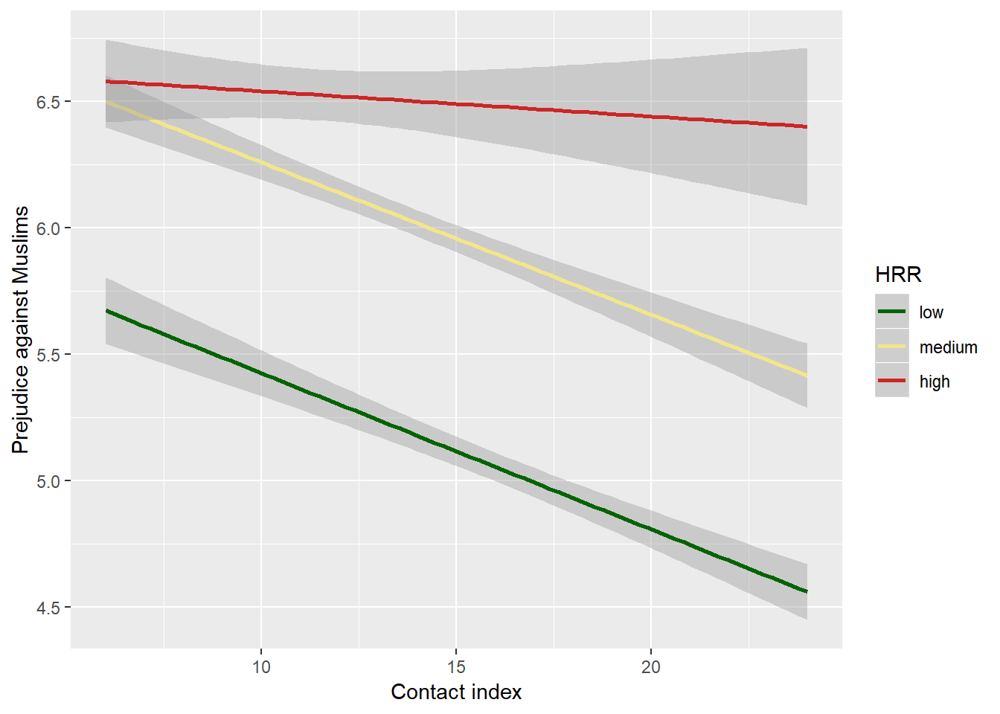 Prejudice against Muslims
6.5
6.0
5.5
5.0
4.5
10 15 20
Contact index
HRR
low
medium
high